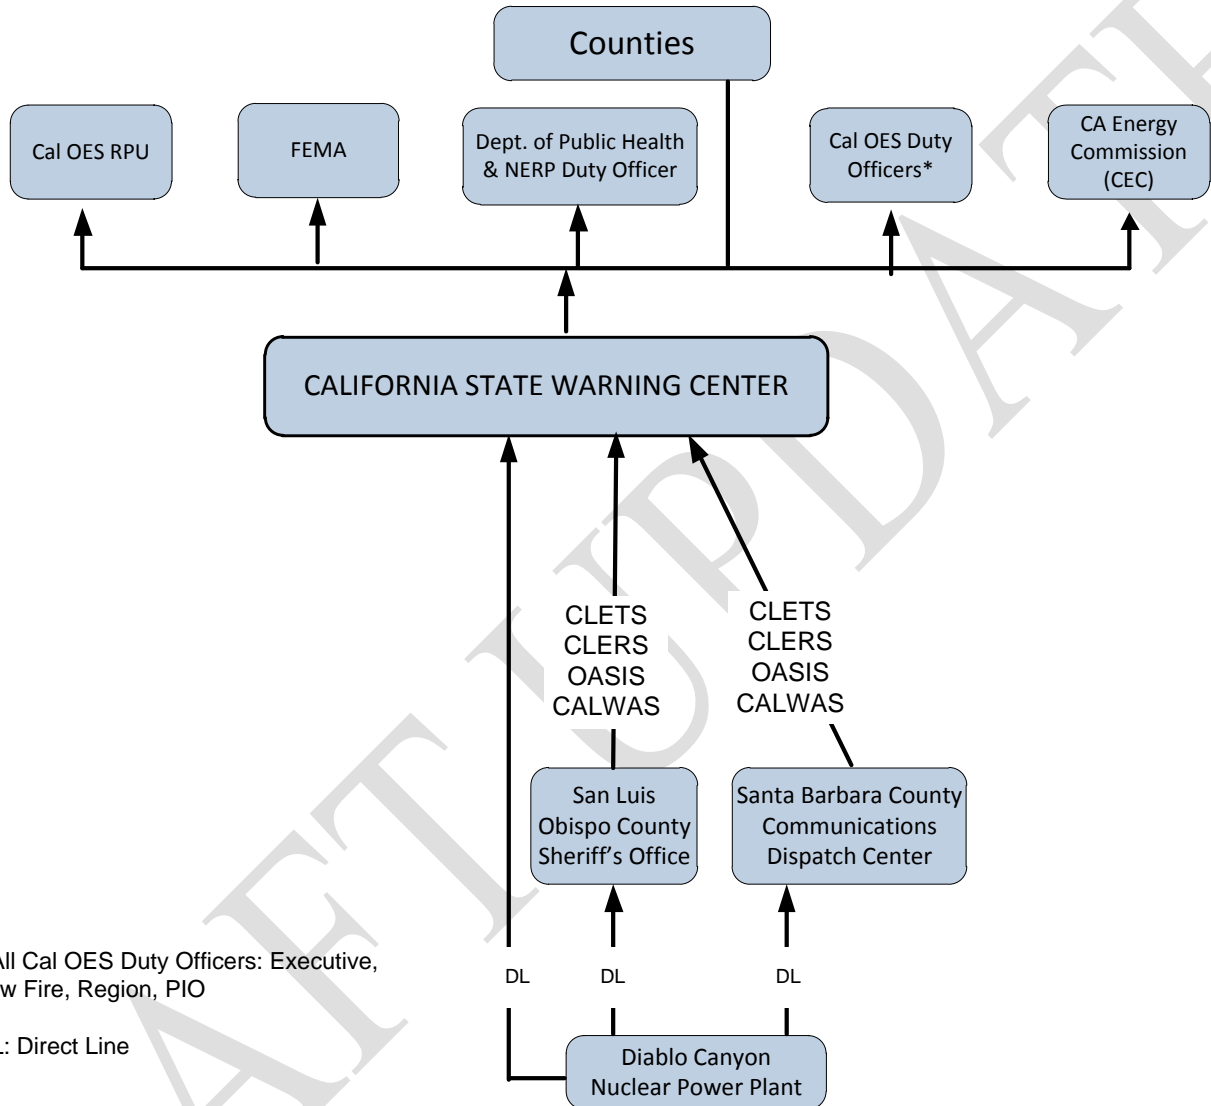 Counties
Cal OES RPU
FEMA
Dept. of Public Health
& NERP Duty Officer
Cal OES Duty
Officers*
CA Energy
Commission
(CEC)
CALIFORNIA STATE WARNING CENTER
CLETS
CLERS
OASIS
CALWAS
CLETS
CLERS
OASIS
CALWAS
San Luis
Obispo County
Sheriff's Office
Santa Barbara County
Communications
Dispatch Center
All Cal OES Duty Officers: Executive,
w Fire, Region, PIO
DL
DL
DL
L: Direct Line
Diablo Canyon
Nuclear Power Plant
AFT UPDATE